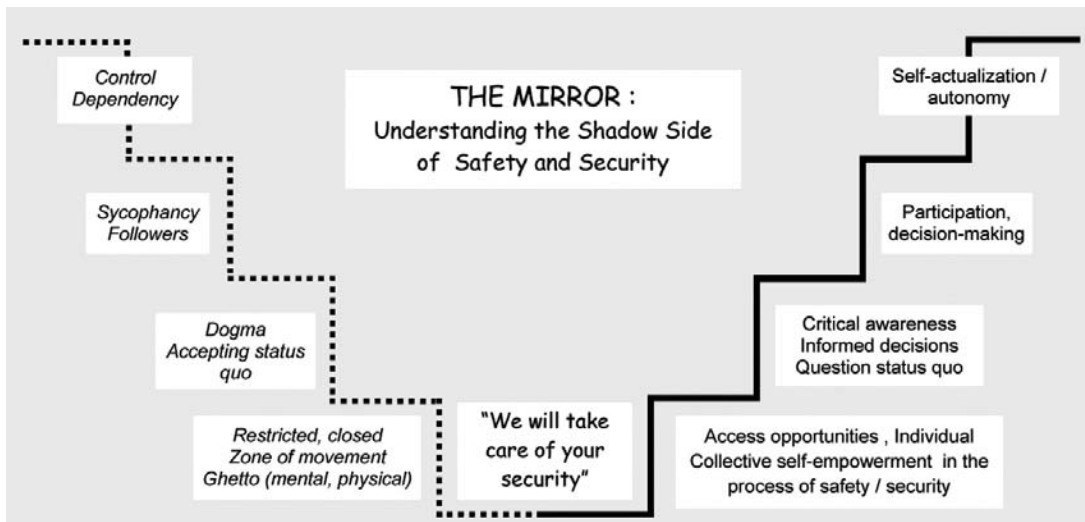 THE MIRROR :
Understanding the Shadow Side
of Safety and Security
Control
Dependency
Sycophancy
Followers
Dogma
Accepting status
quo
Restricted, closed
Zone of movement
Ghetto (mental, physical)
“We will take
care of your
security”
Self-actualization /
autonomy
Participation,
decision-making
Critical awareness
Informed decisions
Question status quo
Access opportunities , Individual
Collective self-empowerment in the
process of safety / security